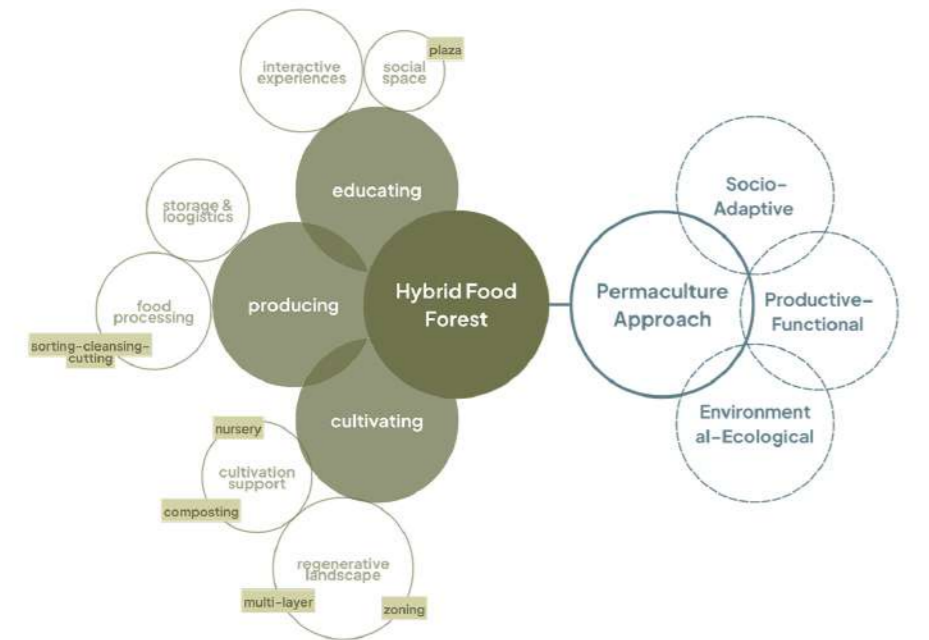 interactive
experiences
social
space
plaza
educating
storage &
loogistics
producing
food
processing
sorting-cleansing-
cutting
Hybrid Food
Forest
cultivating
nursery
cultivation
support
composting
regenerative
landscape
multi-layer
zoning
Permaculture
Approach
Socio-
Adaptive
Productive-
Functional
Environment
al-Ecological